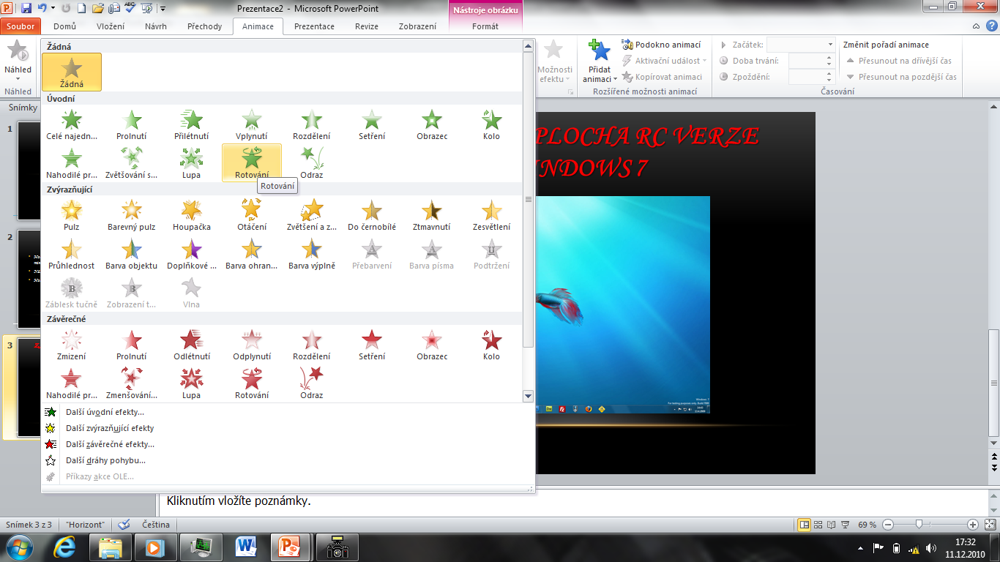 Prezentace2 - Microsoft PowerPoint
Nástroje obrázku
Soubor Domů Vložení Návrh Přechody Animace Prezentace Revize Zobrazení Formát
Náhled
Náhled
Možnosti efektu
Přidat animaci
Podokno animací
Aktivační událost
Kopírovat animaci
Rozšířené možnosti animací
Začátek:
Doba trvání:
Zpoždění:
Změnit pořadí animace
Přesunout na dřívější čas
Přesunout na pozdější čas
Časování
Snímky
1
2
3
Žádná
Žádná
Úvodní
Celé najedn... Prolnutí Přilétnutí Vplynutí Rozdělení Setření Obrazec Kolo
Nahodilé pr... Zvětšování s... Lupa Rotování Odraz
Rotování
Zvýrazňující
Pulz Barevný pulz Houpačka Otáčení Zvětšení a z... Do černobílé Ztmavnutí Zesvětlení
Průhlednost Barva objektu Doplňkové ... Barva ohran... Barva výplně Přebarvení Barva písma Podtržení
Záblesk tučně Zobrazení t... Vlna
Závěrečné
Zmizení Prolnutí Odlétnutí Odplynutí Rozdělení Setření Obrazec Kolo
Nahodilé pr... Zmenšování... Lupa Rotování Odraz
Další úvodní efekty...
Další zvýrazňující efekty
Další závěrečné efekty...
Další dráhy pohybu...
Příkazy akce OLE...
PLOCHA RC VERZE
NDOWS 7
Kliknutím vložíte poznámky.
Snímek 3 z 3 "Horizont" Čeština 69 %
17:32
11.12.2010